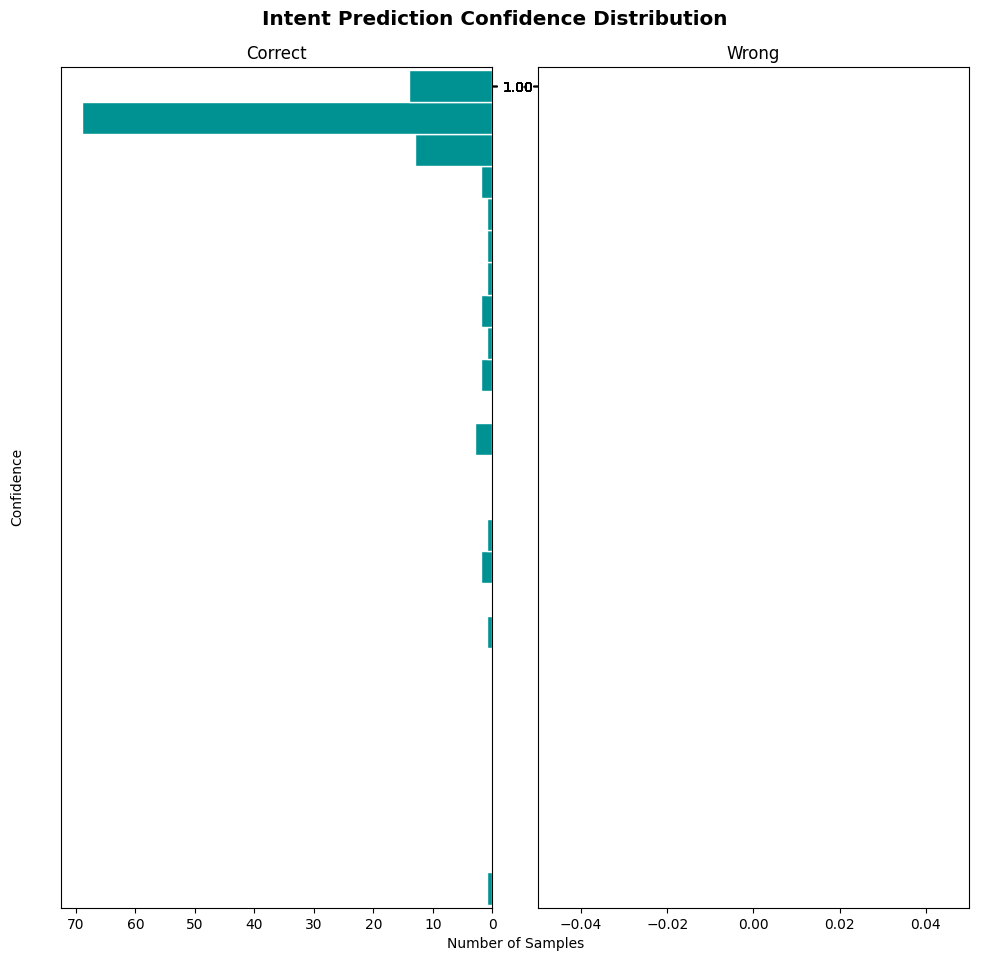 Intent Prediction Confidence Distribution
Correct
Wrong
1.00
Confidence
70 60 50 40 30 20 10 0
−0.04 −0.02 0.00 0.02 0.04
Number of Samples